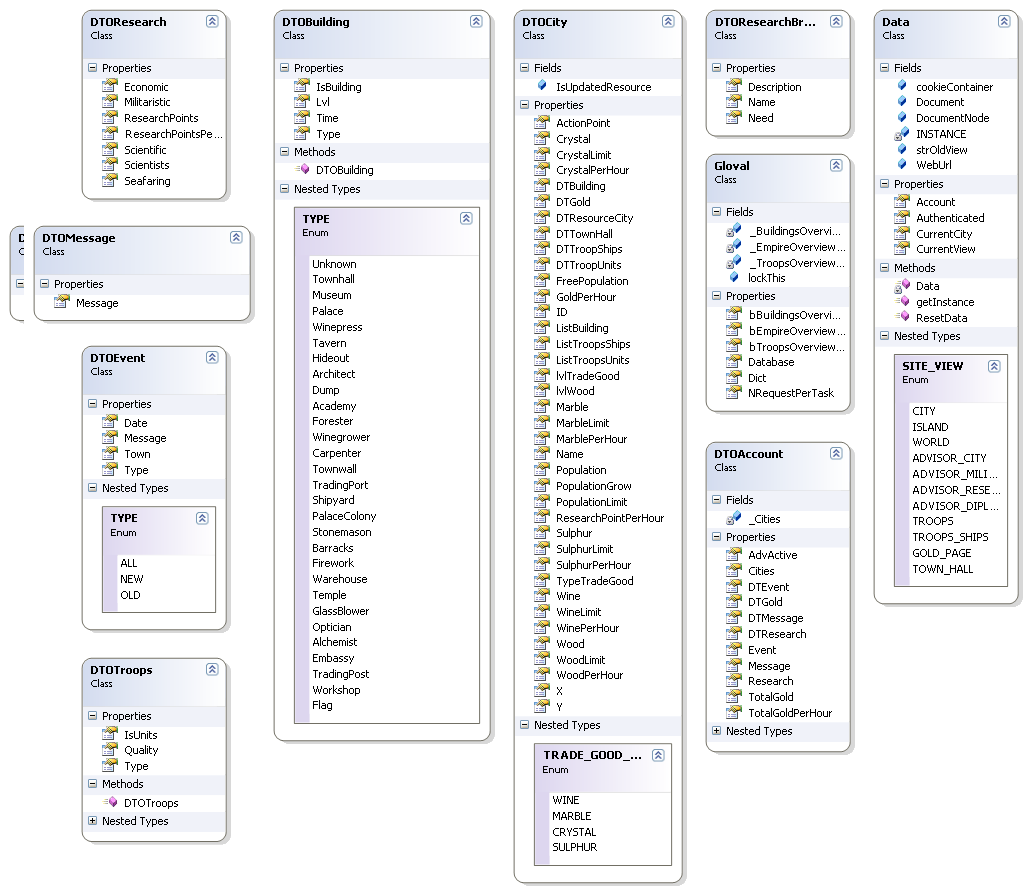 DTOResearch
Class
Properties
Economic
Militaristic
ResearchPoints
ResearchPointsPe...
Scientific
Scientists
Seafaring
D
C
DTOMessage
Class
Properties
Message
DTOEvent
Class
Properties
Date
Message
Town
Type
Nested Types
TYPE
Enum
ALL
NEW
OLD
DTOTroops
Class
Properties
IsUnits
Quality
Type
Methods
DTOTroops
Nested Types
DTOBuilding
Class
Properties
IsBuilding
Lvl
Time
Type
Methods
DTOBuilding
Nested Types
TYPE
Enum
Unknown
Townhall
Museum
Palace
Winepress
Tavern
Hideout
Architect
Dump
Academy
Forester
Winegrower
Carpenter
Townwall
TradingPort
Shipyard
PalaceColony
Stonemason
Barracks
Firework
Warehouse
Temple
GlassBlower
Optician
Alchemist
Embassy
TradingPost
Workshop
Flag
DTOCity
Class
Fields
IsUpdatedResource
Properties
ActionPoint
Crystal
CrystalLimit
CrystalPerHour
DTBuilding
DTGold
DTResourceCity
DTTownHall
DTTroopShips
DTTroopUnits
FreePopulation
GoldPerHour
ID
ListBuilding
ListTroopsShips
ListTroopsUnits
lvlTradeGood
lvlWood
Marble
MarbleLimit
MarblePerHour
Name
Population
PopulationGrow
PopulationLimit
ResearchPointPerHour
Sulphur
SulphurLimit
SulphurPerHour
TypeTradeGood
Wine
WineLimit
WinePerHour
Wood
WoodLimit
WoodPerHour
X
Y
Nested Types
TRADE_GOOD_...
Enum
WINE
MARBLE
CRYSTAL
SULPHUR
DTOResearchBr...
Class
Properties
Description
Name
Need
Gloval
Class
Fields
_BuildingsOvervi...
_EmpireOverview...
_TroopsOverview...
lockThis
Properties
bBuildingsOvervi...
bEmpireOverview...
bTroopsOverview...
Database
Dict
NRequestPerTask
DTOAccount
Class
Fields
_Cities
Properties
AdvActive
Cities
DTEvent
DTGold
DTMessage
DTResearch
Event
Message
Research
TotalGold
TotalGoldPerHour
Nested Types
Data
Class
Fields
cookieContainer
Document
DocumentNode
INSTANCE
strOldView
WebUrl
Properties
Account
Authenticated
CurrentCity
CurrentView
Methods
Data
getInstance
ResetData
Nested Types
SITE_VIEW
Enum
CITY
ISLAND
WORLD
ADVISOR_CITY
ADVISOR_MILI...
ADVISOR_RESE...
ADVISOR_DIPL...
TROOPS
TROOPS_SHIPS
GOLD_PAGE
TOWN_HALL